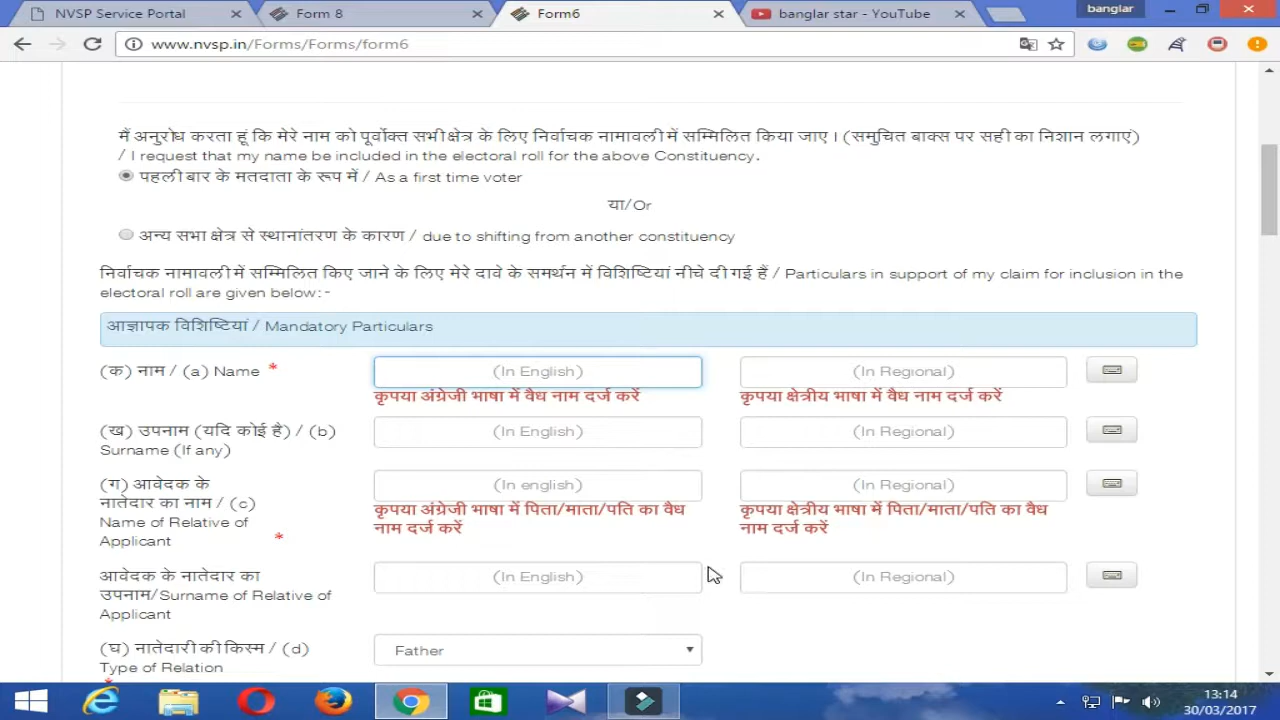 NVSP Service Portal
Form 8
Form6
banglar star - YouTube
banglar
www.nvsp.in/Forms/Forms/form6
मैं अनुरोध करता हूं कि मेरे नाम को पूर्वोक्त सभी क्षेत्र के लिए निर्वाचक नामावली में सम्मिलित किया जाए । (समुचित बाक्स पर सही का निशान लगाएं)
/ I request that my name be included in the electoral roll for the above Constituency.
पहली बार के मतदाता के रूप में / As a first time voter
या/Or
अन्य सभा क्षेत्र से स्थानांतरण के कारण / due to shifting from another constituency
निर्वाचक नामावली में सम्मिलित किए जाने के लिए मेरे दावे के समर्थन में विशिष्टियां नीचे दी गई हैं / Particulars in support of my claim for inclusion in the
electoral roll are given below:-
आज्ञापक विशिष्टियां / Mandatory Particulars
(क) नाम / (a) Name *
(In English)
(In Regional)
कृपया अंग्रेजी भाषा में वैध नाम दर्ज करें
कृपया क्षेत्रीय भाषा में वैध नाम दर्ज करें
(ख) उपनाम (यदि कोई है) / (b)
Surname (If any)
(In English)
(In Regional)
(ग) आवेदक के
नातेदार का नाम / (c)
Name of Relative of
Applicant *
(In english)
(In Regional)
कृपया अंग्रेजी भाषा में पिता/माता/पति का वैध
नाम दर्ज करें
कृपया क्षेत्रीय भाषा में पिता/माता/पति का वैध
नाम दर्ज करें
आवेदक के नातेदार का
उपनाम/Surname of Relative of
Applicant
(In English)
(In Regional)
(घ) नातेदारी की किस्म / (d)
Type of Relation
*
Father
13:14
30/03/2017